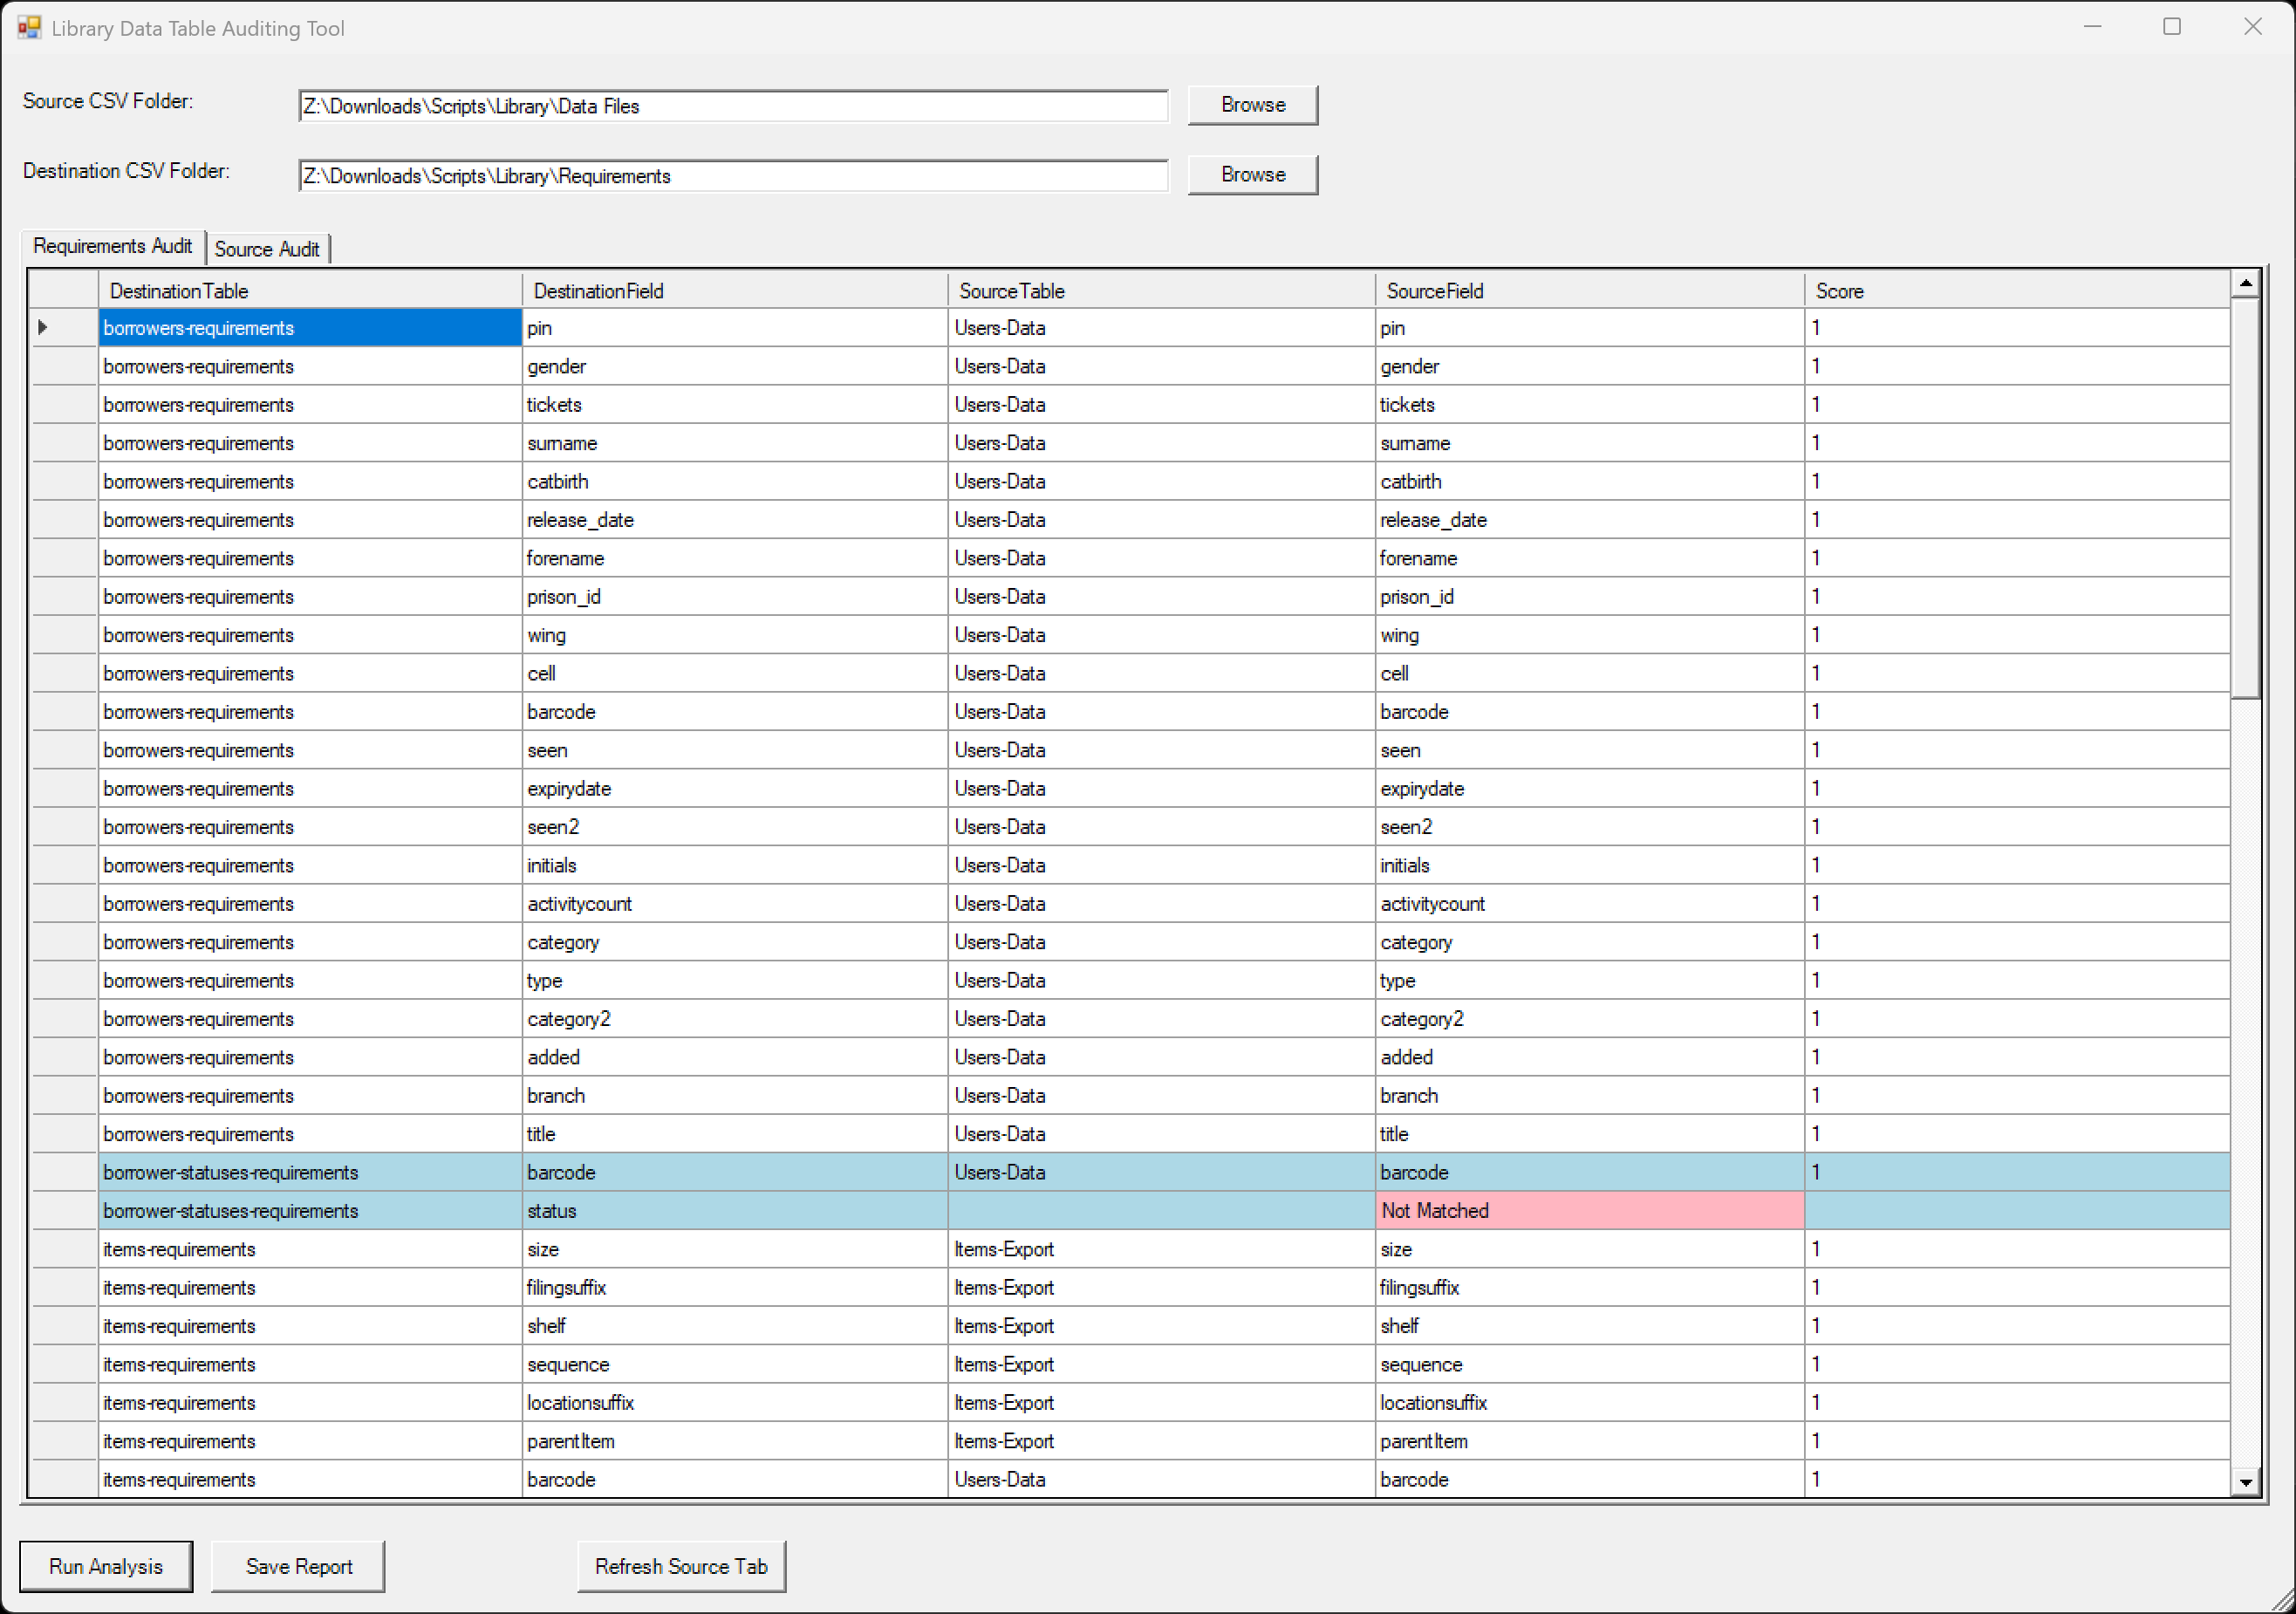 Library Data Table Auditing Tool
Source CSV Folder: Z:\Downloads\Scripts\Library\Data Files Browse
Destination CSV Folder: Z:\Downloads\Scripts\Library\Requirements Browse
Requirements Audit Source Audit
DestinationTable DestinationField SourceTable SourceField Score
borrowers-requirements pin Users-Data pin 1
borrowers-requirements gender Users-Data gender 1
borrowers-requirements tickets Users-Data tickets 1
borrowers-requirements surname Users-Data surname 1
borrowers-requirements catbirth Users-Data catbirth 1
borrowers-requirements release_date Users-Data release_date 1
borrowers-requirements forename Users-Data forename 1
borrowers-requirements prison_id Users-Data prison_id 1
borrowers-requirements wing Users-Data wing 1
borrowers-requirements cell Users-Data cell 1
borrowers-requirements barcode Users-Data barcode 1
borrowers-requirements seen Users-Data seen 1
borrowers-requirements expirydate Users-Data expirydate 1
borrowers-requirements seen2 Users-Data seen2 1
borrowers-requirements initials Users-Data initials 1
borrowers-requirements activitycount Users-Data activitycount 1
borrowers-requirements category Users-Data category 1
borrowers-requirements type Users-Data type 1
borrowers-requirements category2 Users-Data category2 1
borrowers-requirements added Users-Data added 1
borrowers-requirements branch Users-Data branch 1
borrowers-requirements title Users-Data title 1
borrower-statuses-requirements barcode Users-Data barcode 1
borrower-statuses-requirements status Not Matched
items-requirements size Items-Export size 1
items-requirements filingsuffix Items-Export filingsuffix 1
items-requirements shelf Items-Export shelf 1
items-requirements sequence Items-Export sequence 1
items-requirements locationsuffix Items-Export locationsuffix 1
items-requirements parentItem Items-Export parentItem 1
items-requirements barcode Users-Data barcode 1
Run Analysis Save Report Refresh Source Tab